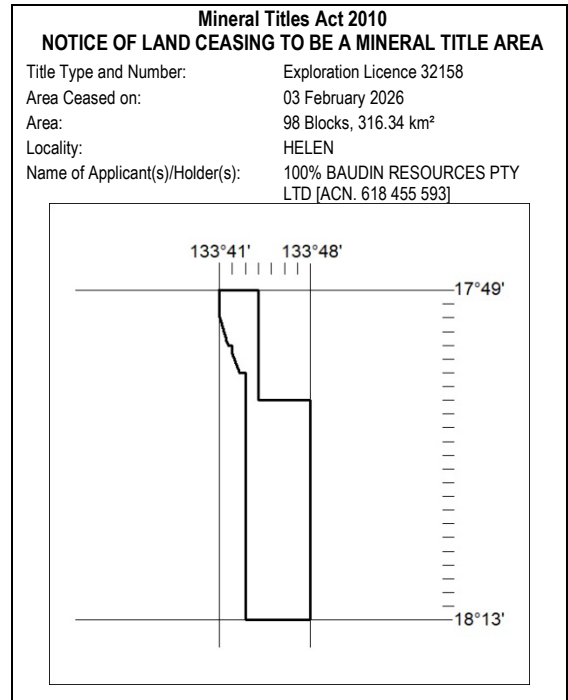 Mineral Titles Act 2010
NOTICE OF LAND CEASING TO BE A MINERAL TITLE AREA
Title Type and Number: Exploration Licence 32158
Area Ceased on: 03 February 2026
Area: 98 Blocks, 316.34 km²
Locality: HELEN
Name of Applicant(s)/Holder(s): 100% BAUDIN RESOURCES PTY
LTD [ACN. 618 455 593]
133°41' 133°48'
17°49'
18°13'